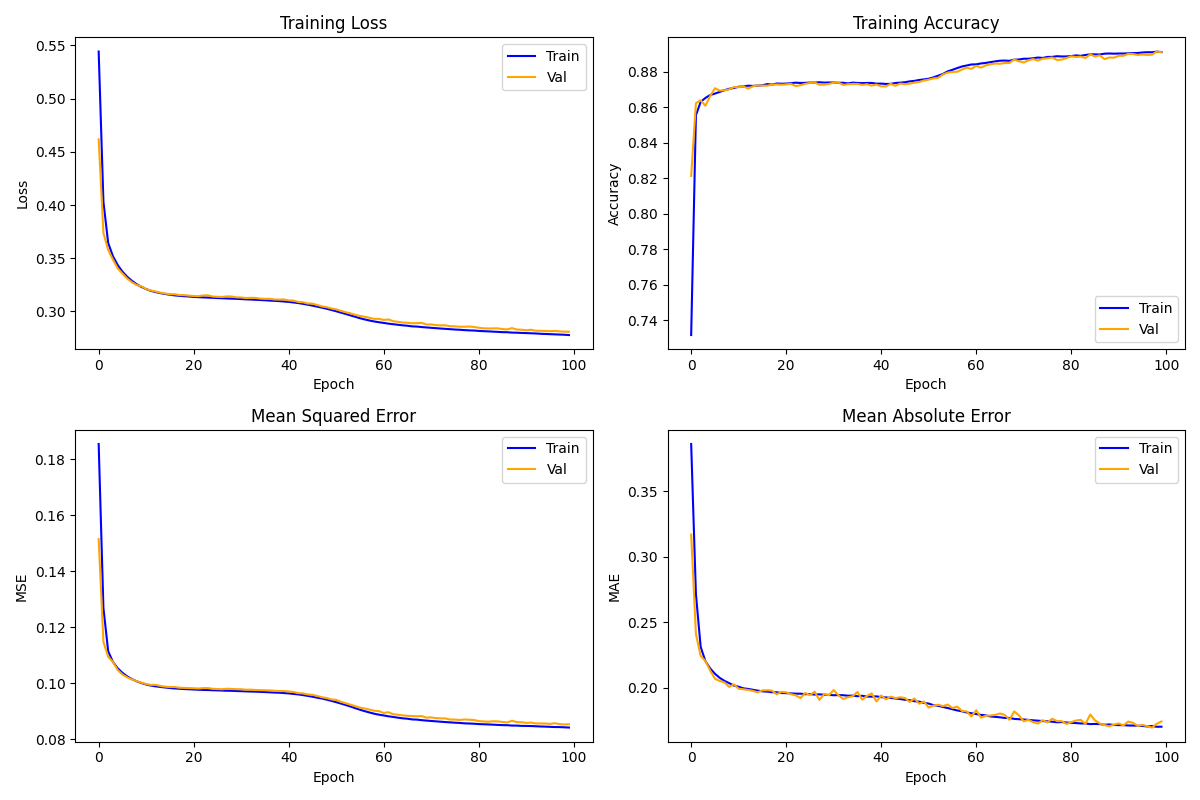 Training Loss
Loss
0.55
0.50
0.45
0.40
0.35
0.30
0 20 40 60 80 100
Epoch
Train
Val
Training Accuracy
Accuracy
0.88
0.86
0.84
0.82
0.80
0.78
0.76
0.74
0 20 40 60 80 100
Epoch
Train
Val
Mean Squared Error
MSE
0.18
0.16
0.14
0.12
0.10
0.08
0 20 40 60 80 100
Epoch
Train
Val
Mean Absolute Error
MAE
0.35
0.30
0.25
0.20
0 20 40 60 80 100
Epoch
Train
Val